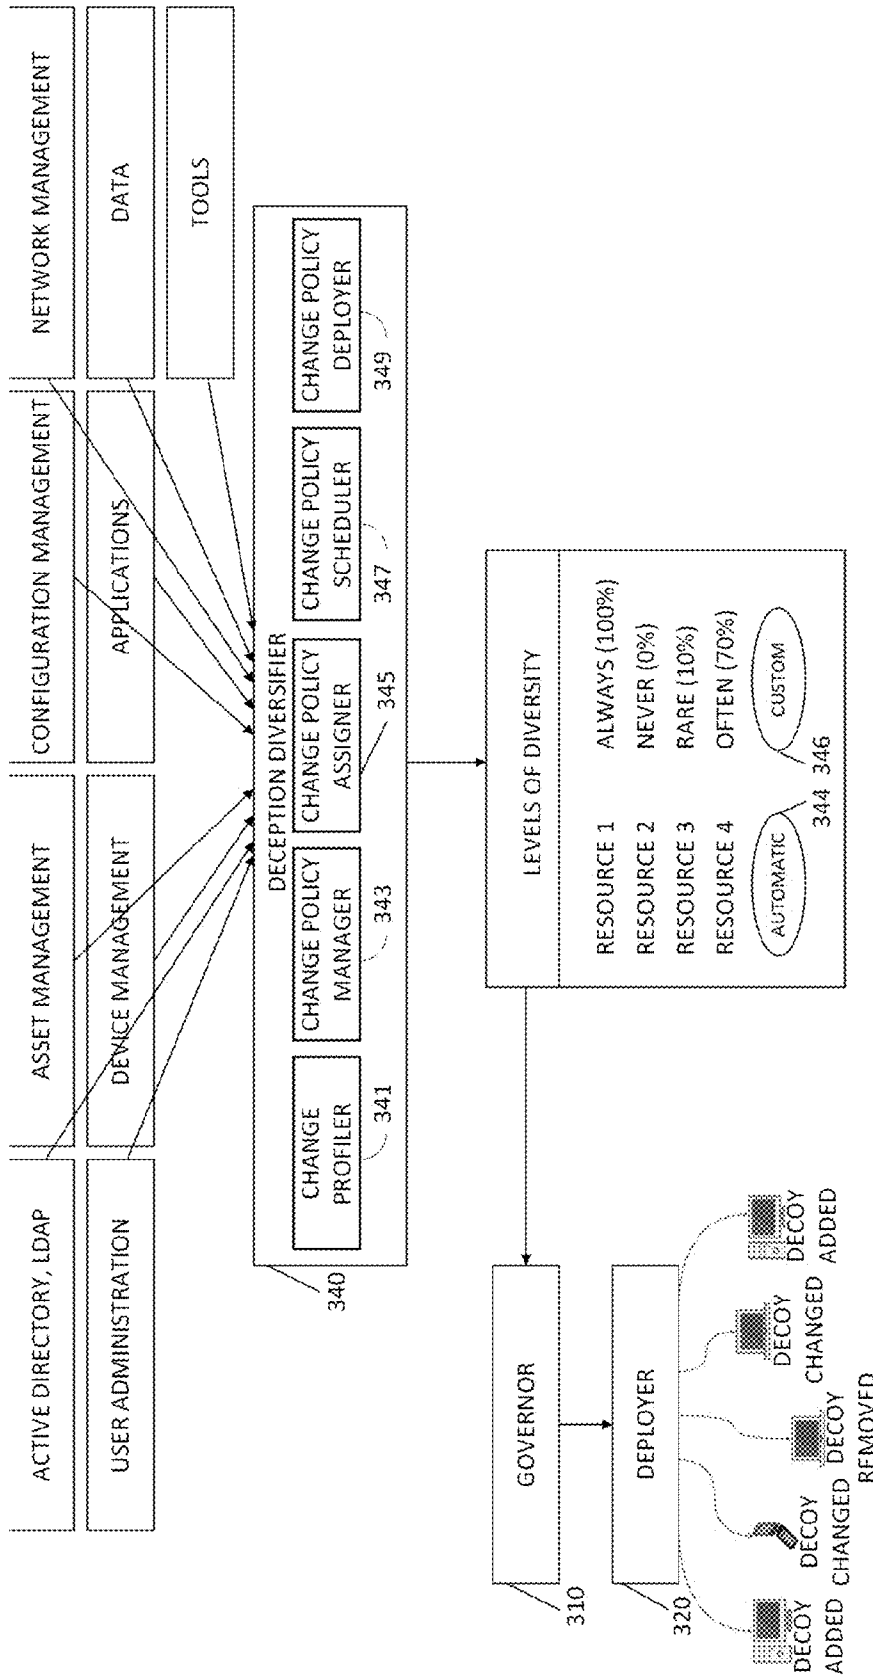 ACTIVE DIRECTORY, LDAP
ASSET MANAGEMENT
CONFIGURATION MANAGEMENT
NETWORK MANAGEMENT
USER ADMINISTRATION
DEVICE MANAGEMENT
APPLICATIONS
DATA
TOOLS
DECEPTION DIVERSIFIER
CHANGE
PROFILER
341
CHANGE POLICY
MANAGER
343
CHANGE POLICY
ASSIGNER
345
CHANGE POLICY
SCHEDULER
347
CHANGE POLICY
DEPLOYER
349
340
LEVELS OF DIVERSITY
RESOURCE 1 ALWAYS (100%)
RESOURCE 2 NEVER (0%)
RESOURCE 3 RARE (10%)
RESOURCE 4 OFTEN (70%)
AUTOMATIC
CUSTOM
344
346
GOVERNOR
310
DEPLOYER
320
DECOY
ADDED
DECOY
CHANGED
DECOY
REMOVED
DECOY
CHANGED
DECOY
ADDED